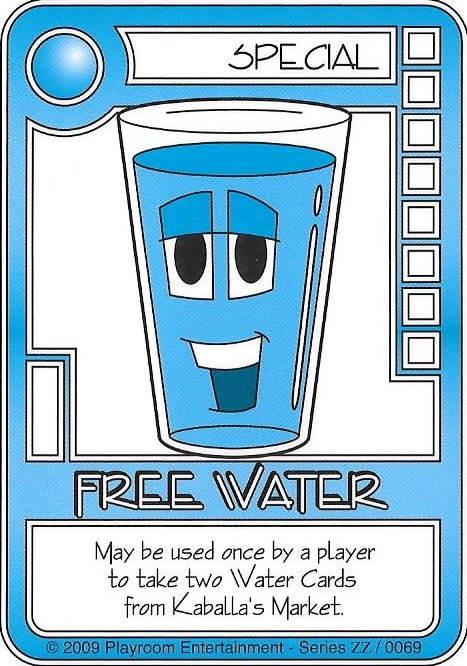 SPECIAL
FREE WATER
May be used once by a player
to take two Water Cards
from Kaballa's Market.
© 2009 Playroom Entertainment - Series ZZ / 0069